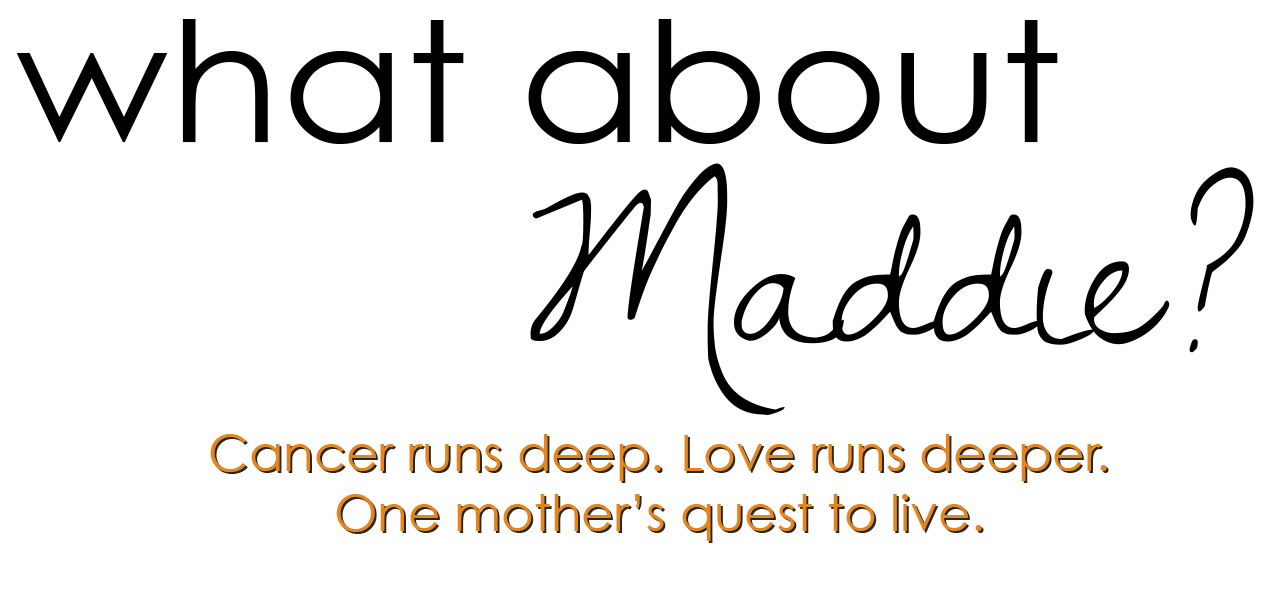 what about
Maddie?
Cancer runs deep. Love runs deeper.
One mother’s quest to live.